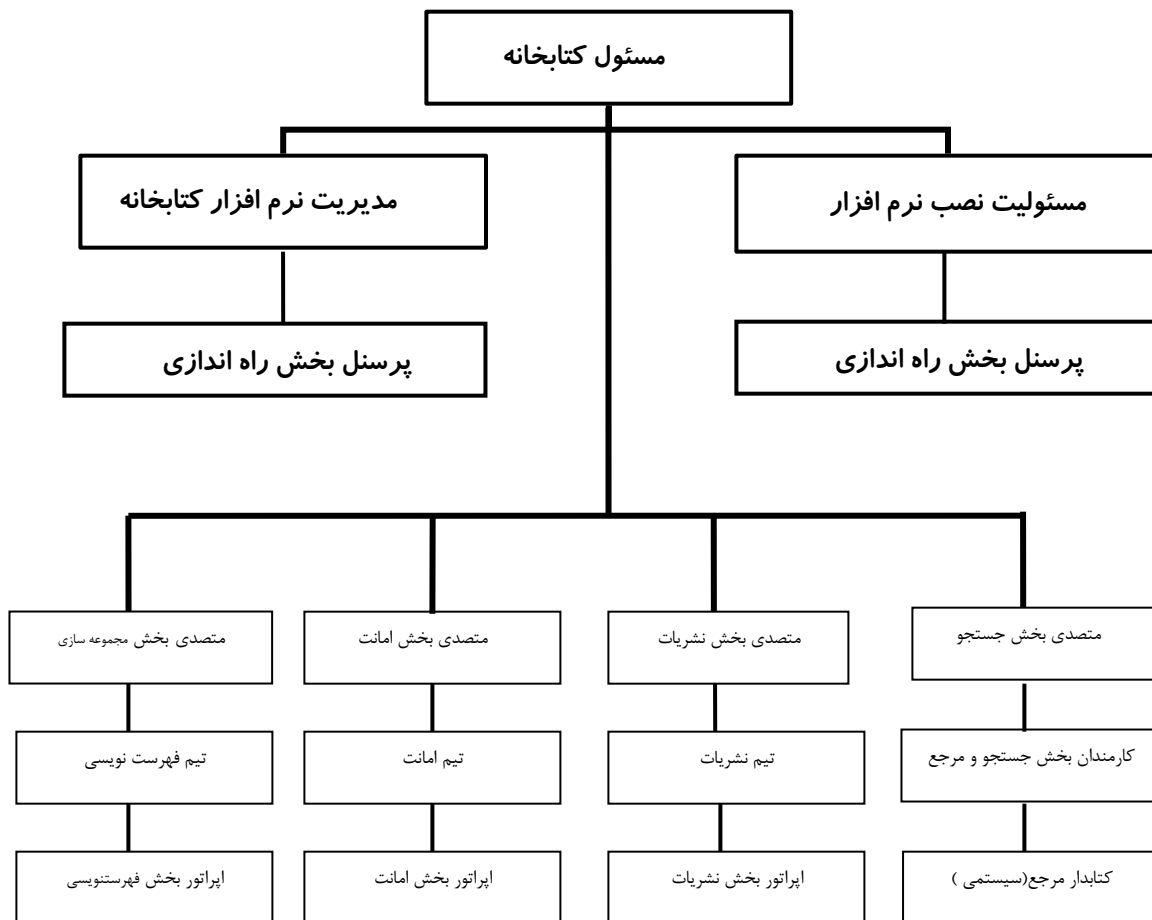 مسئول کتابخانه
مسئولیت نصب نرم افزار
مدیریت نرم افزار کتابخانه
پرسنل بخش راه اندازی
پرسنل بخش راه اندازی
متصدی بخش جستجو
متصدی بخش نشریات
متصدی بخش امانت
متصدی بخش مجموعه سازی
کارمندان بخش جستجو و مرجع
تیم نشریات
تیم امانت
تیم فهرست نویسی
کتابدار مرجع(سیستمی )
اپراتور بخش نشریات
اپراتور بخش امانت
اپراتور بخش فهرستنویسی